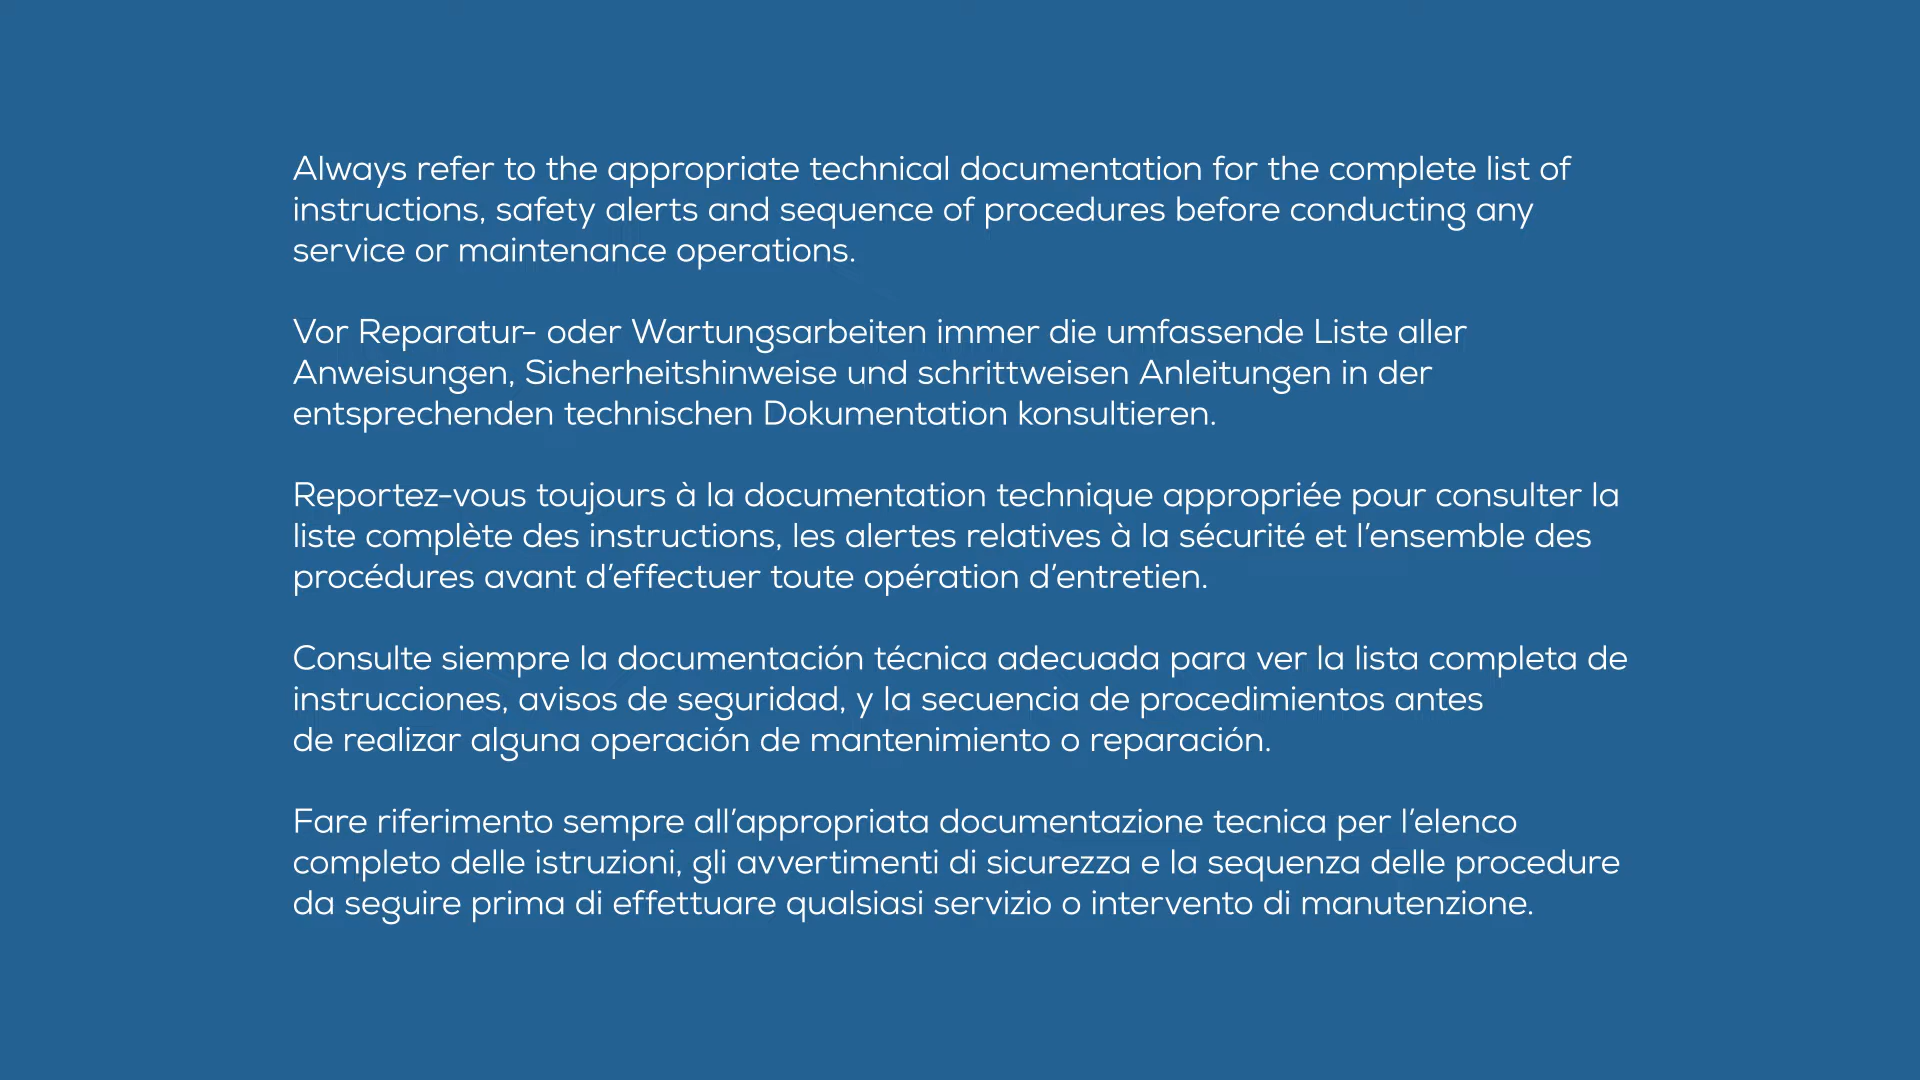 Always refer to the appropriate technical documentation for the complete list of
instructions, safety alerts and sequence of procedures before conducting any
service or maintenance operations.
Vor Reparatur- oder Wartungsarbeiten immer die umfassende Liste aller
Anweisungen, Sicherheitshinweise und schrittweisen Anleitungen in der
entsprechenden technischen Dokumentation konsultieren.
Reportez-vous toujours à la documentation technique appropriée pour consulter la
liste complète des instructions, les alertes relatives à la sécurité et l’ensemble des
procédures avant d’effectuer toute opération d’entretien.
Consulte siempre la documentación técnica adecuada para ver la lista completa de
instrucciones, avisos de seguridad, y la secuencia de procedimientos antes
de realizar alguna operación de mantenimiento o reparación.
Fare riferimento sempre all’appropriata documentazione tecnica per l’elenco
completo delle istruzioni, gli avvertimenti di sicurezza e la sequenza delle procedure
da seguire prima di effettuare qualsiasi servizio o intervento di manutenzione.